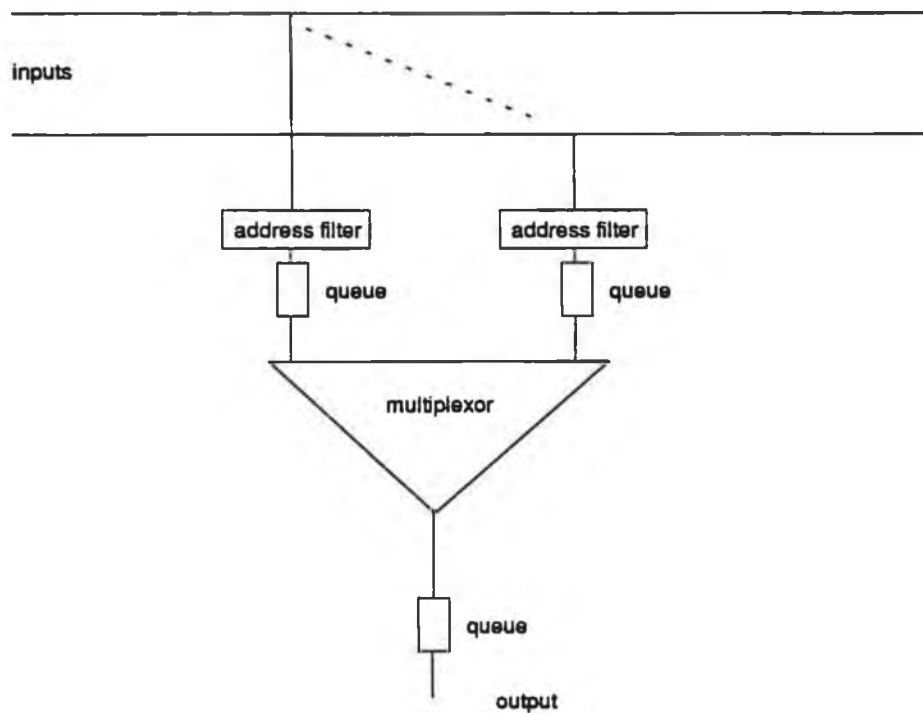 inputs
address filter
address filter
queue
queue
multiplexor
queue
output